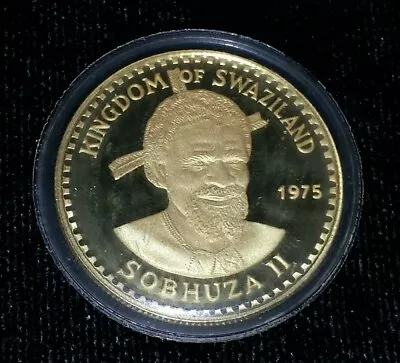 KINGDOM OF SWAZILAND
1975
SOBHUZA II